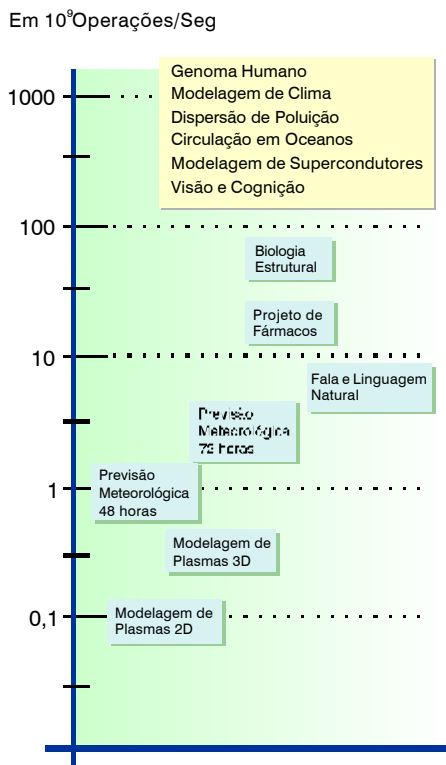 Em 10⁹Operações/Seg
Genoma Humano
1000
Modelagem de Clima
Dispersão de Poluição
Circulação em Oceanos
Modelagem de Supercondutores
Visão e Cognição
100
Biologia
Estrutural
Projeto de
Fármacos
10
Fala e Linguagem
Natural
Previsão
Meteorológica
72 horas
Previsão
Meteorológica
48 horas
1
Modelagem de
Plasmas 3D
Modelagem de
Plasmas 2D
0,1